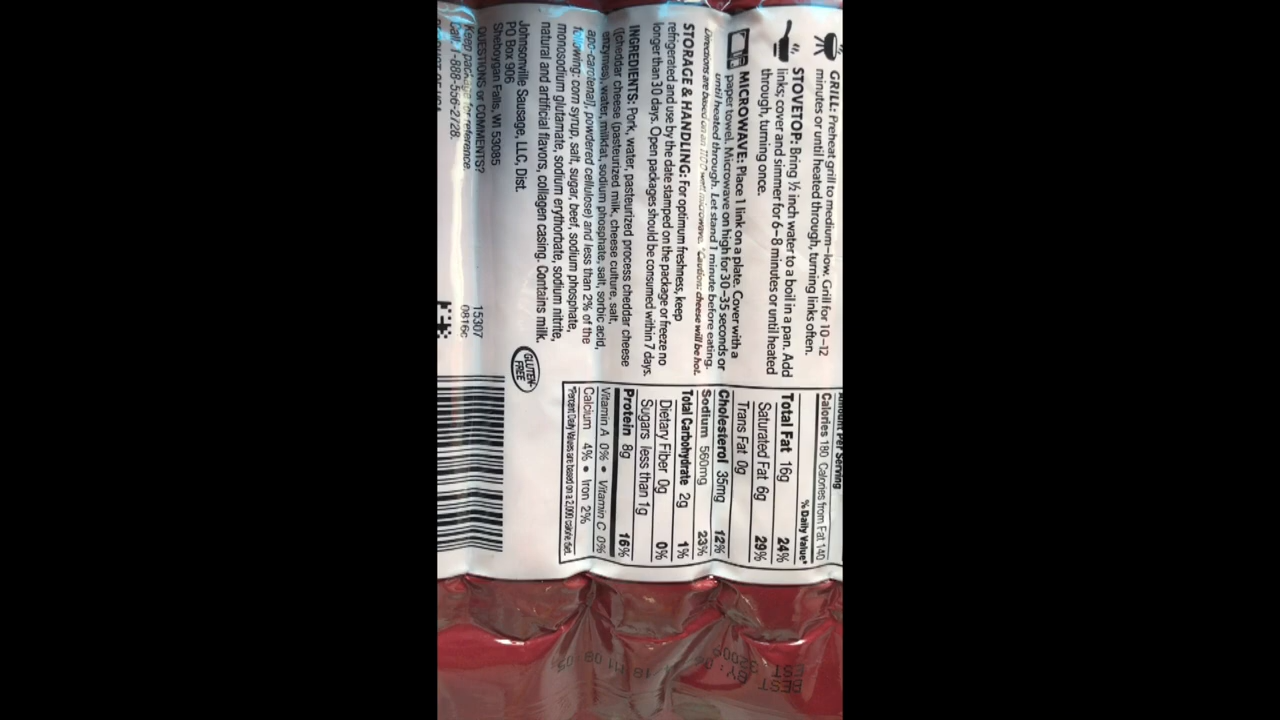 GRILL: Preheat grill to medium–low. Grill for 10–12
minutes or until heated through, turning links often.
STOVETOP: Bring ½ inch water to a boil in a pan. Add
links; cover and simmer for 6–8 minutes or until heated
through, turning once.
MICROWAVE: Place 1 link on a plate. Cover with a
paper towel. Microwave on high for 30–35 seconds or
until heated through. Let stand 1 minute before eating.
Directions are based on an 1100 watt microwave. *Caution: cheese will be hot.
STORAGE & HANDLING: For optimum freshness, keep
refrigerated and use by the date stamped on the package or freeze no
longer than 30 days. Open packages should be consumed within 7 days.
INGREDIENTS: Pork, water, pasteurized process cheddar cheese
([cheddar cheese (pasteurized milk, cheese culture, salt,
enzymes), water, milkfat, sodium phosphate, salt, sorbic acid,
apo-carotenal], powdered cellulose) and less than 2% of the
following: corn syrup, salt, sugar, beef, sodium phosphate,
monosodium glutamate, sodium erythorbate, sodium nitrite,
natural and artificial flavors, collagen casing. Contains milk.
Johnsonville Sausage, LLC, Dist.
PO Box 906
Sheboygan Falls, WI 53085
QUESTIONS or COMMENTS?
Keep package for reference.
Call: 1-888-556-2728.
15307
0816c
GLUTEN
FREE
Amount Per Serving
Calories 180 Calories from Fat 140
% Daily Value*
Total Fat 16g 24%
Saturated Fat 6g 29%
Trans Fat 0g
Cholesterol 35mg 12%
Sodium 560mg 23%
Total Carbohydrate 2g 1%
Dietary Fiber 0g 0%
Sugars less than 1g
Protein 8g 16%
Vitamin A 0% • Vitamin C 0%
Calcium 4% • Iron 2%
*Percent Daily Values are based on a 2,000 calorie diet.
BEST
BY: